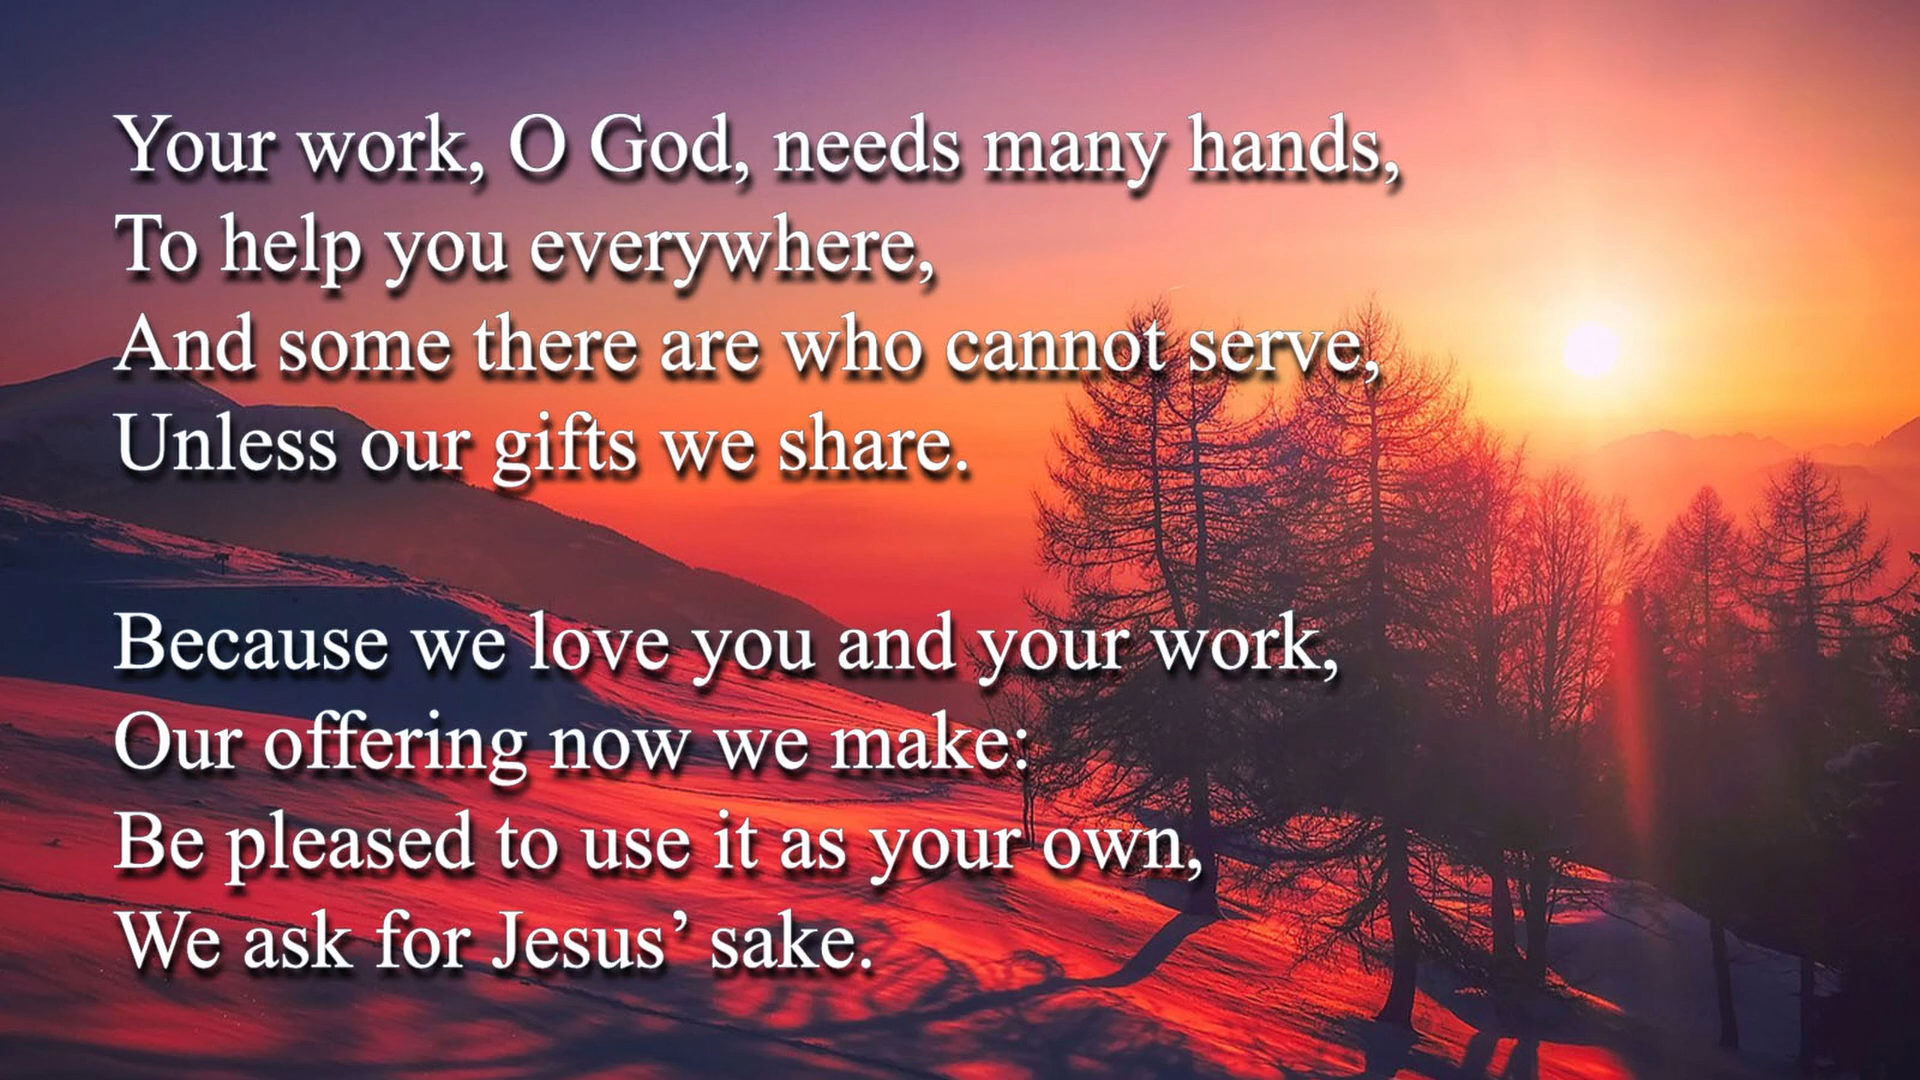 Your work, O God, needs many hands,
To help you everywhere,
And some there are who cannot serve,
Unless our gifts we share.
Because we love you and your work,
Our offering now we make:
Be pleased to use it as your own,
We ask for Jesus’ sake.